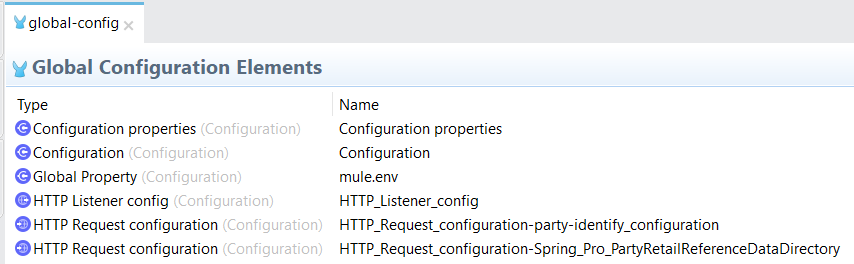 global-config
Global Configuration Elements
Type Name
Configuration properties (Configuration) Configuration properties
Configuration (Configuration) Configuration
Global Property (Configuration) mule.env
HTTP Listener config (Configuration) HTTP_Listener_config
HTTP Request configuration (Configuration) HTTP_Request_configuration-party-identify_configuration
HTTP Request configuration (Configuration) HTTP_Request_configuration-Spring_Pro_PartyRetailReferenceDataDirectory